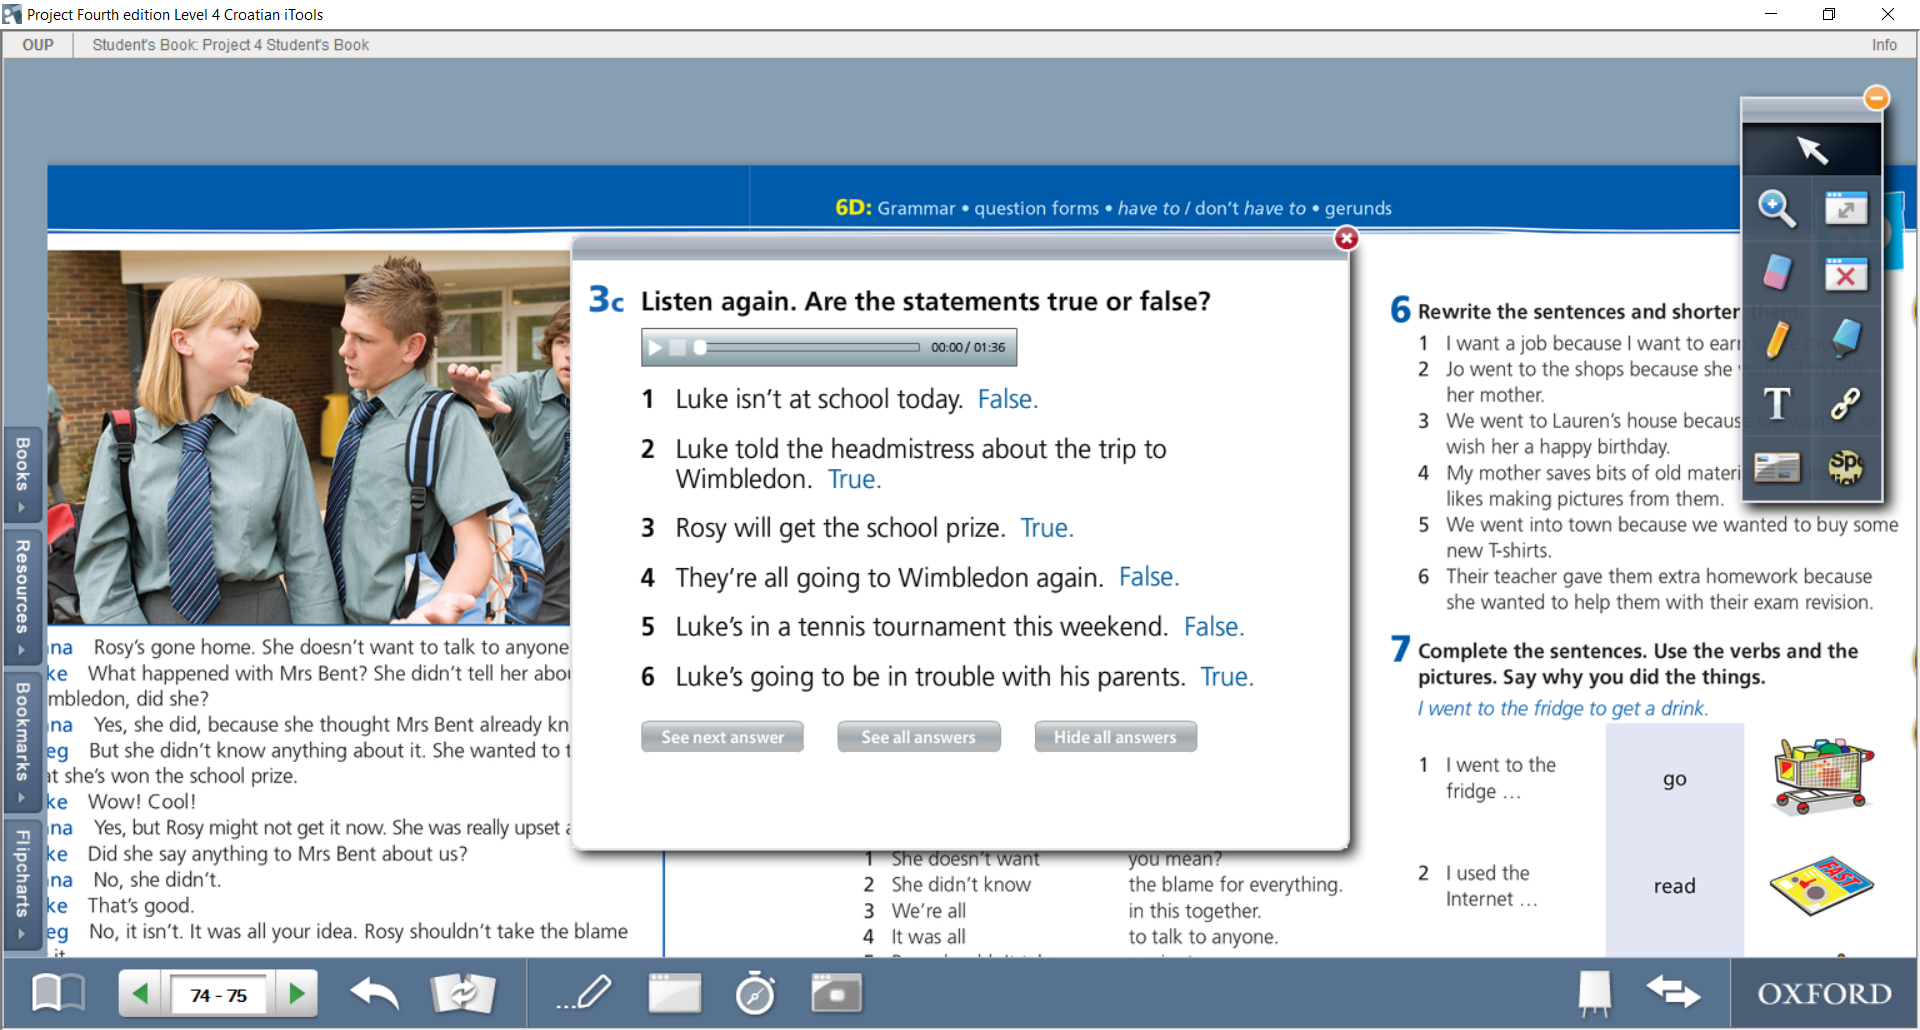 Project Fourth edition Level 4 Croatian iTools
OUP
Student's Book: Project 4 Student's Book
Info
6D: Grammar • question forms • have to / don't have to • gerunds
3c Listen again. Are the statements true or false?
00:00 / 01:36
1 Luke isn't at school today. False.
2 Luke told the headmistress about the trip to
Wimbledon. True.
3 Rosy will get the school prize. True.
4 They're all going to Wimbledon again. False.
5 Luke's in a tennis tournament this weekend. False.
6 Luke's going to be in trouble with his parents. True.
See next answer
See all answers
Hide all answers
Books
Resources
Bookmarks
Flipcharts
na Rosy's gone home. She doesn't want to talk to anyone
ke What happened with Mrs Bent? She didn't tell her
mbledon, did she?
na Yes, she did, because she thought Mrs Bent already kn
eg But she didn't know anything about it. She wanted to t
at she's won the school prize.
ke Wow! Cool!
na Yes, but Rosy might not get it now. She was really upset
ke Did she say anything to Mrs Bent about us?
na No, she didn't.
ke That's good.
eg No, it isn't. It was all your idea. Rosy shouldn't take the blame
it.
1 She doesn't want you mean?
2 She didn't know the blame for everything.
3 We're all in this together.
4 It was all to talk to anyone.
6 Rewrite the sentences and shorten them.
1 I want a job because I want to earn
2 Jo went to the shops because she
her mother.
3 We went to Lauren's house because
wish her a happy birthday.
4 My mother saves bits of old materi
likes making pictures from them.
5 We went into town because we wanted to buy some
new T-shirts.
6 Their teacher gave them extra homework because
she wanted to help them with their exam revision.
7 Complete the sentences. Use the verbs and the
pictures. Say why you did the things.
I went to the fridge to get a drink.
1 I went to the
fridge …
go
2 I used the
Internet …
read
FAST
T
Sp
74 - 75
OXFORD